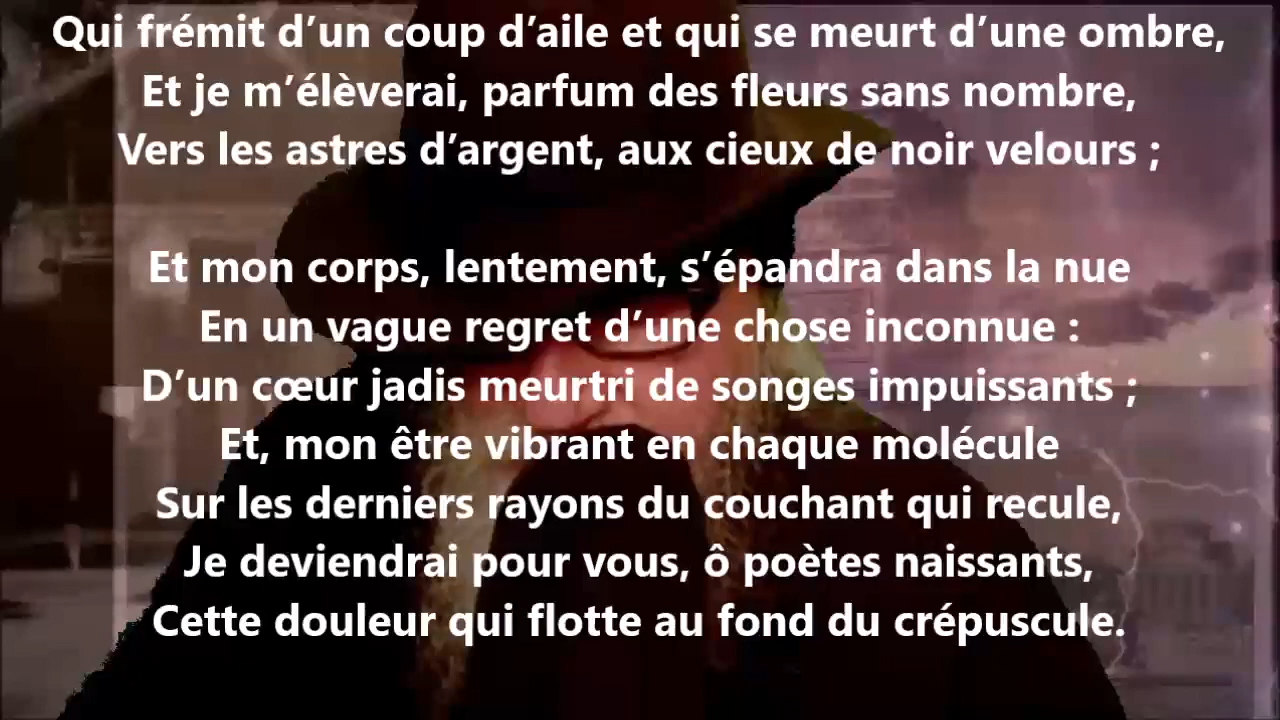 Qui frémit d’un coup d’aile et qui se meurt d’une ombre,
Et je m’élèverai, parfum des fleurs sans nombre,
Vers les astres d’argent, aux cieux de noir velours ;
Et mon corps, lentement, s’épandra dans la nue
En un vague regret d’une chose inconnue :
D’un cœur jadis meurtri de songes impuissants ;
Et, mon être vibrant en chaque molécule
Sur les derniers rayons du couchant qui recule,
Je deviendrai pour vous, ô poètes naissants,
Cette douleur qui flotte au fond du crépuscule.